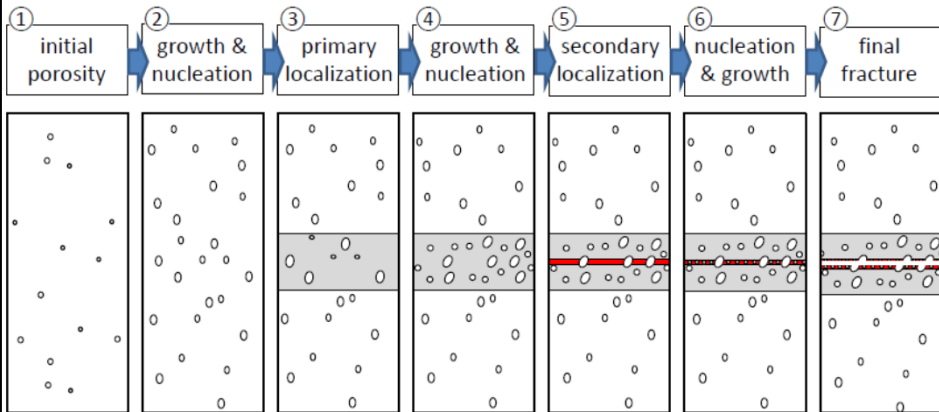 ①
initial
porosity
②
growth &
nucleation
③
primary
localization
④
growth &
nucleation
⑤
secondary
localization
⑥
nucleation
& growth
⑦
final
fracture